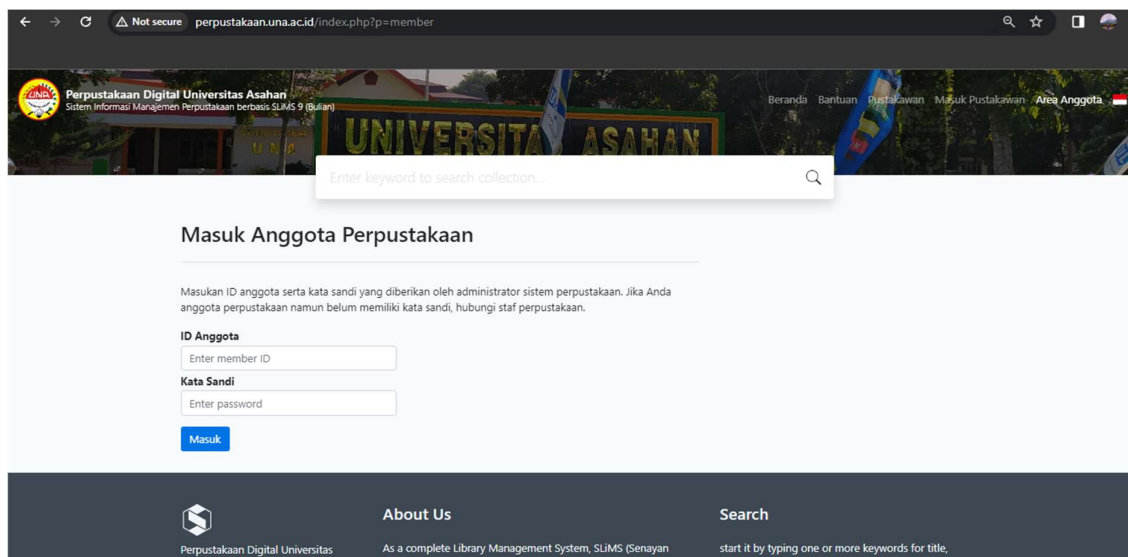 Not secure perpustakaan.una.ac.id/index.php?p=member
UNA
Perpustakaan Digital Universitas Asahan
Sistem Informasi Manajemen Perpustakaan berbasis SLiMS 9 (Bulian)
Beranda Bantuan Pustakawan Masuk Pustakawan Area Anggota
UNIVERSITA ASAHAN
U N A
Enter keyword to search collection...
Masuk Anggota Perpustakaan
Masukan ID anggota serta kata sandi yang diberikan oleh administrator sistem perpustakaan. Jika Anda
anggota perpustakaan namun belum memiliki kata sandi, hubungi staf perpustakaan.
ID Anggota
Enter member ID
Kata Sandi
Enter password
Masuk
Perpustakaan Digital Universitas
About Us
As a complete Library Management System, SLiMS (Senayan
Search
start it by typing one or more keywords for title,